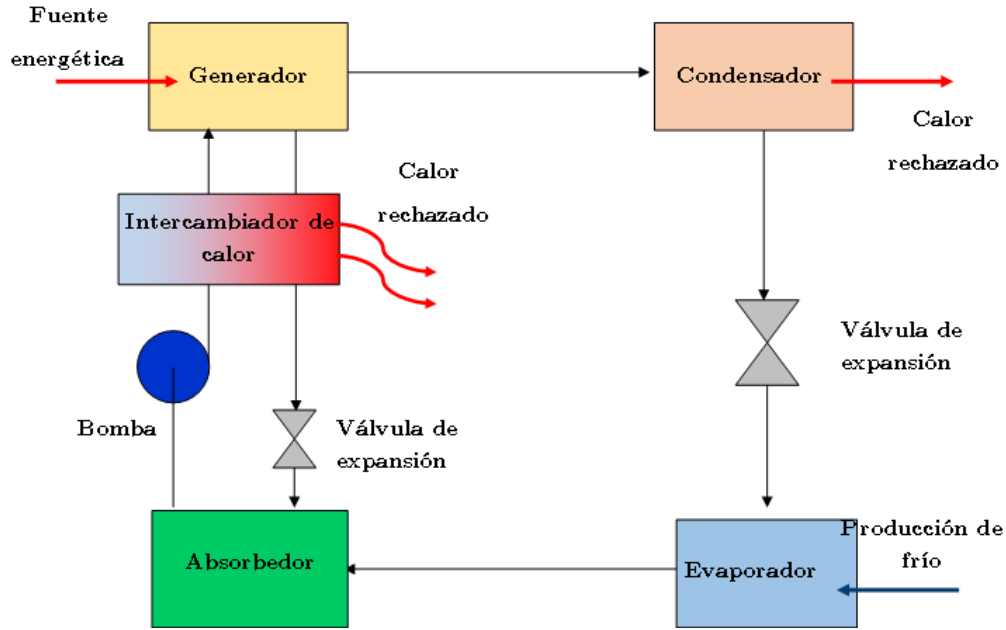 Fuente
energética
Generador
Condensador
Calor
rechazado
Calor
rechazado
Intercambiador de
calor
Válvula de
expansión
Bomba
Válvula de
expansión
Absorbedor
Evaporador
Producción de
frío